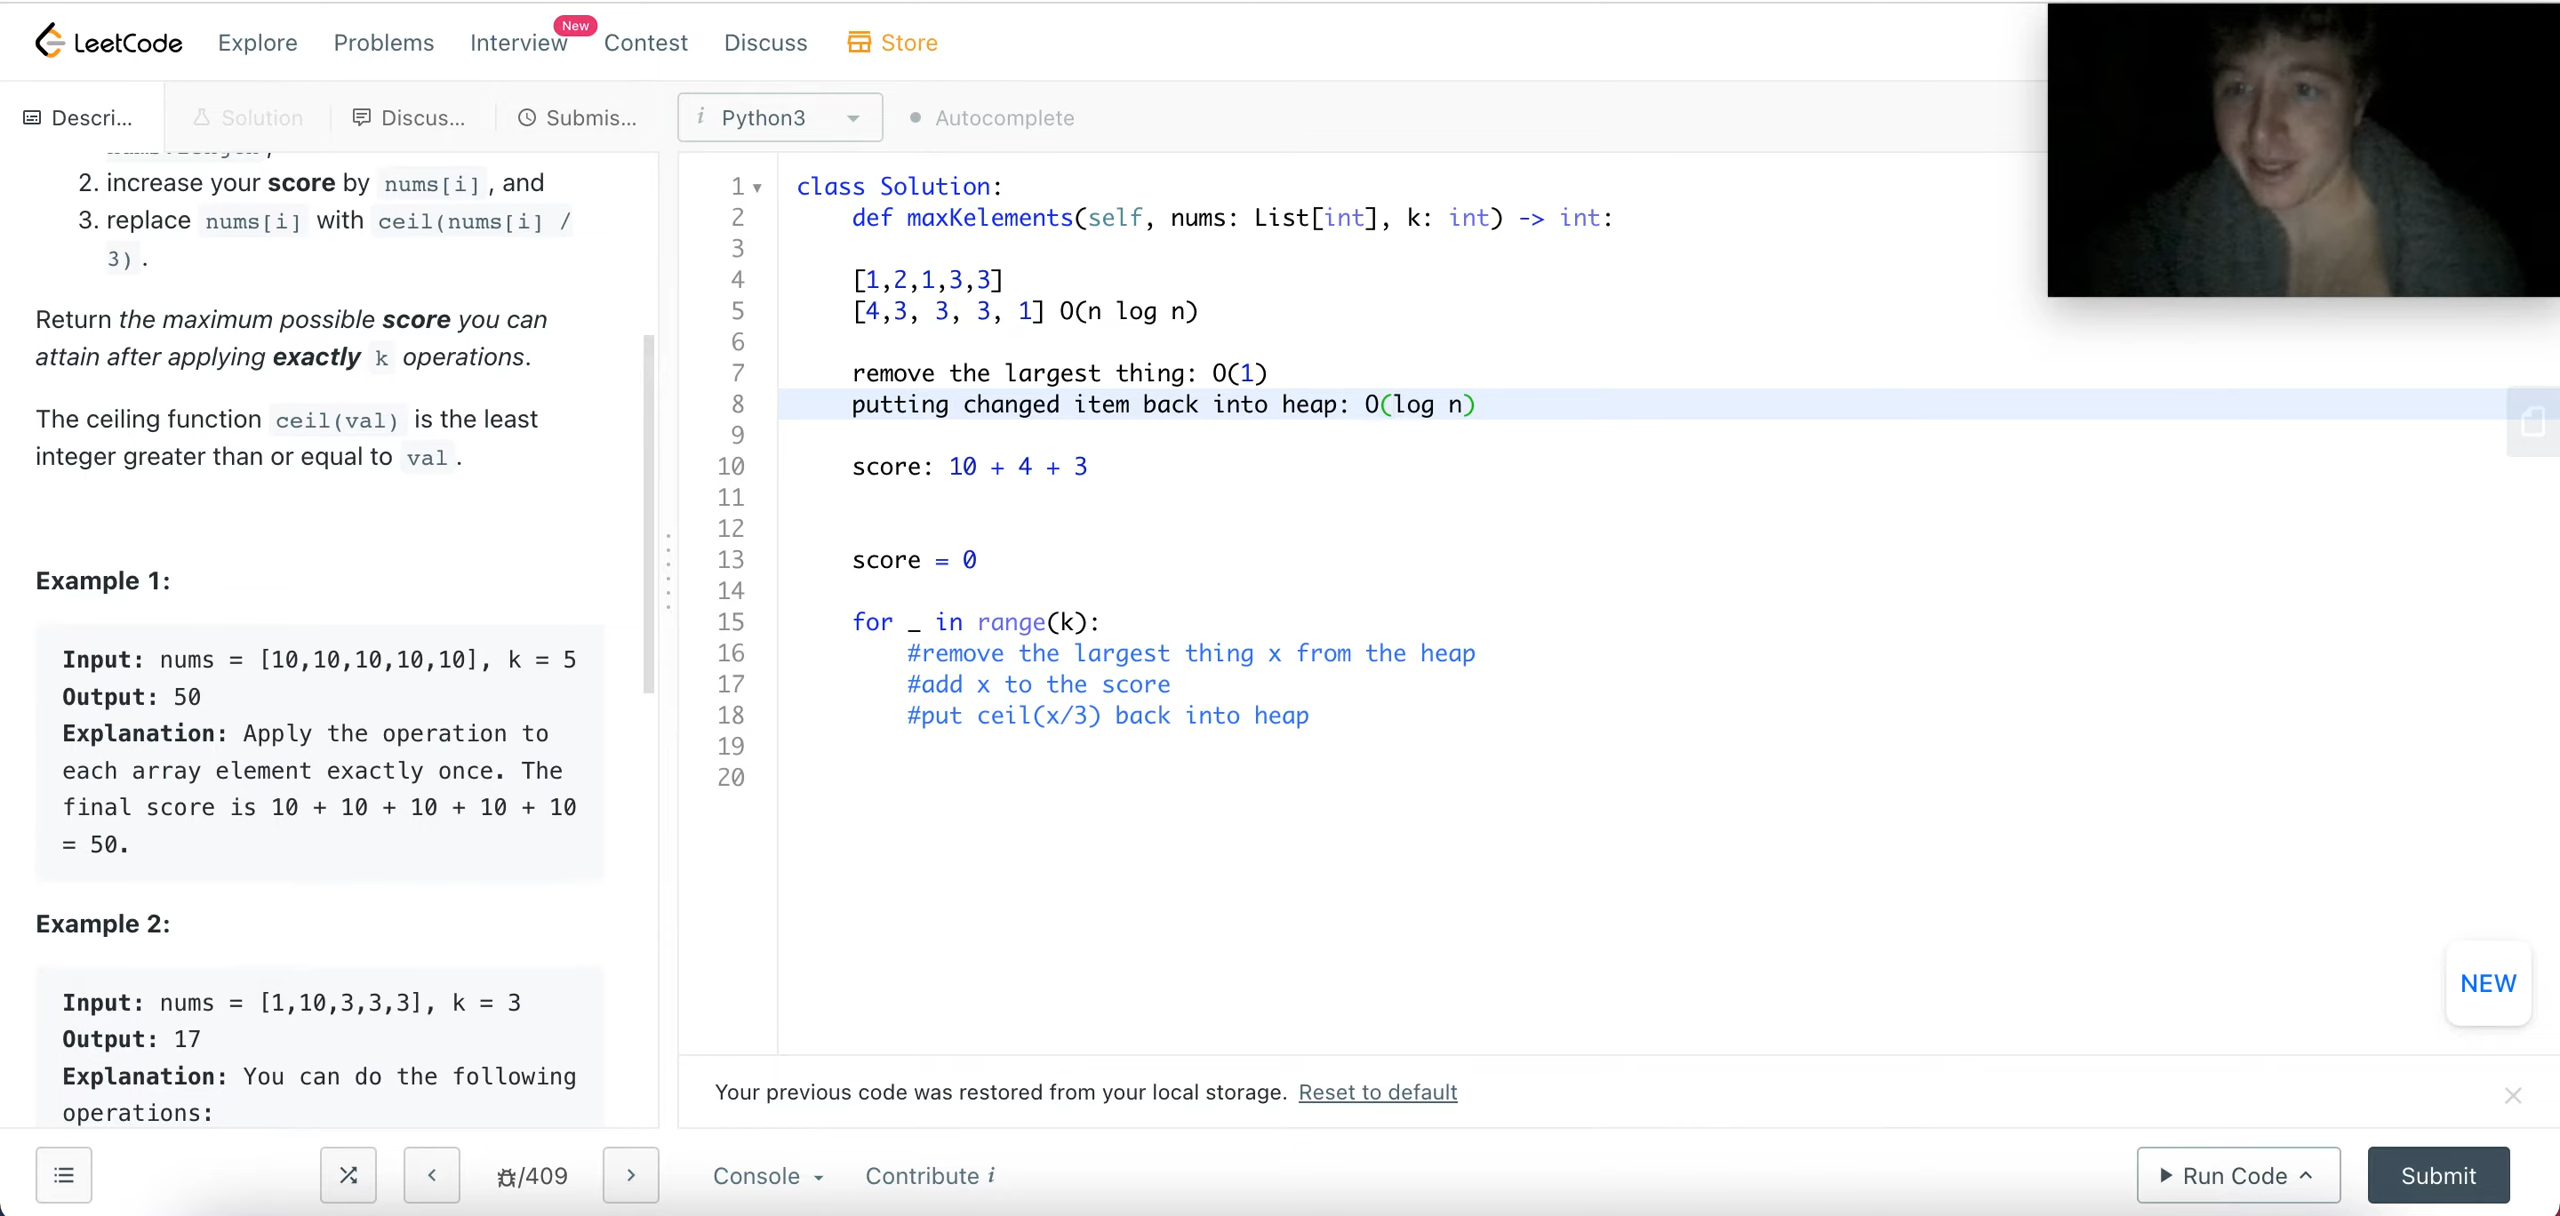 LeetCode Explore Problems Interview New Contest Discuss Store
Descri... Solution Discus... Submis... i Python3 Autocomplete
2. increase your score by nums[i] , and
3. replace nums[i] with ceil(nums[i] /
3) .
Return the maximum possible score you can
attain after applying exactly k operations.
The ceiling function ceil(val) is the least
integer greater than or equal to val .
Example 1:
Input: nums = [10,10,10,10,10], k = 5
Output: 50
Explanation: Apply the operation to
each array element exactly once. The
final score is 10 + 10 + 10 + 10 + 10
= 50.
Example 2:
Input: nums = [1,10,3,3,3], k = 3
Output: 17
Explanation: You can do the following
operations:
1 class Solution:
2 def maxKelements(self, nums: List[int], k: int) -> int:
3
4 [1,2,1,3,3]
5 [4,3, 3, 3, 1] O(n log n)
6
7 remove the largest thing: O(1)
8 putting changed item back into heap: O(log n)
9
10 score: 10 + 4 + 3
11
12
13 score = 0
14
15 for _ in range(k):
16 #remove the largest thing x from the heap
17 #add x to the score
18 #put ceil(x/3) back into heap
19
20
NEW
Your previous code was restored from your local storage. Reset to default
/409 Console Contribute i Run Code Submit